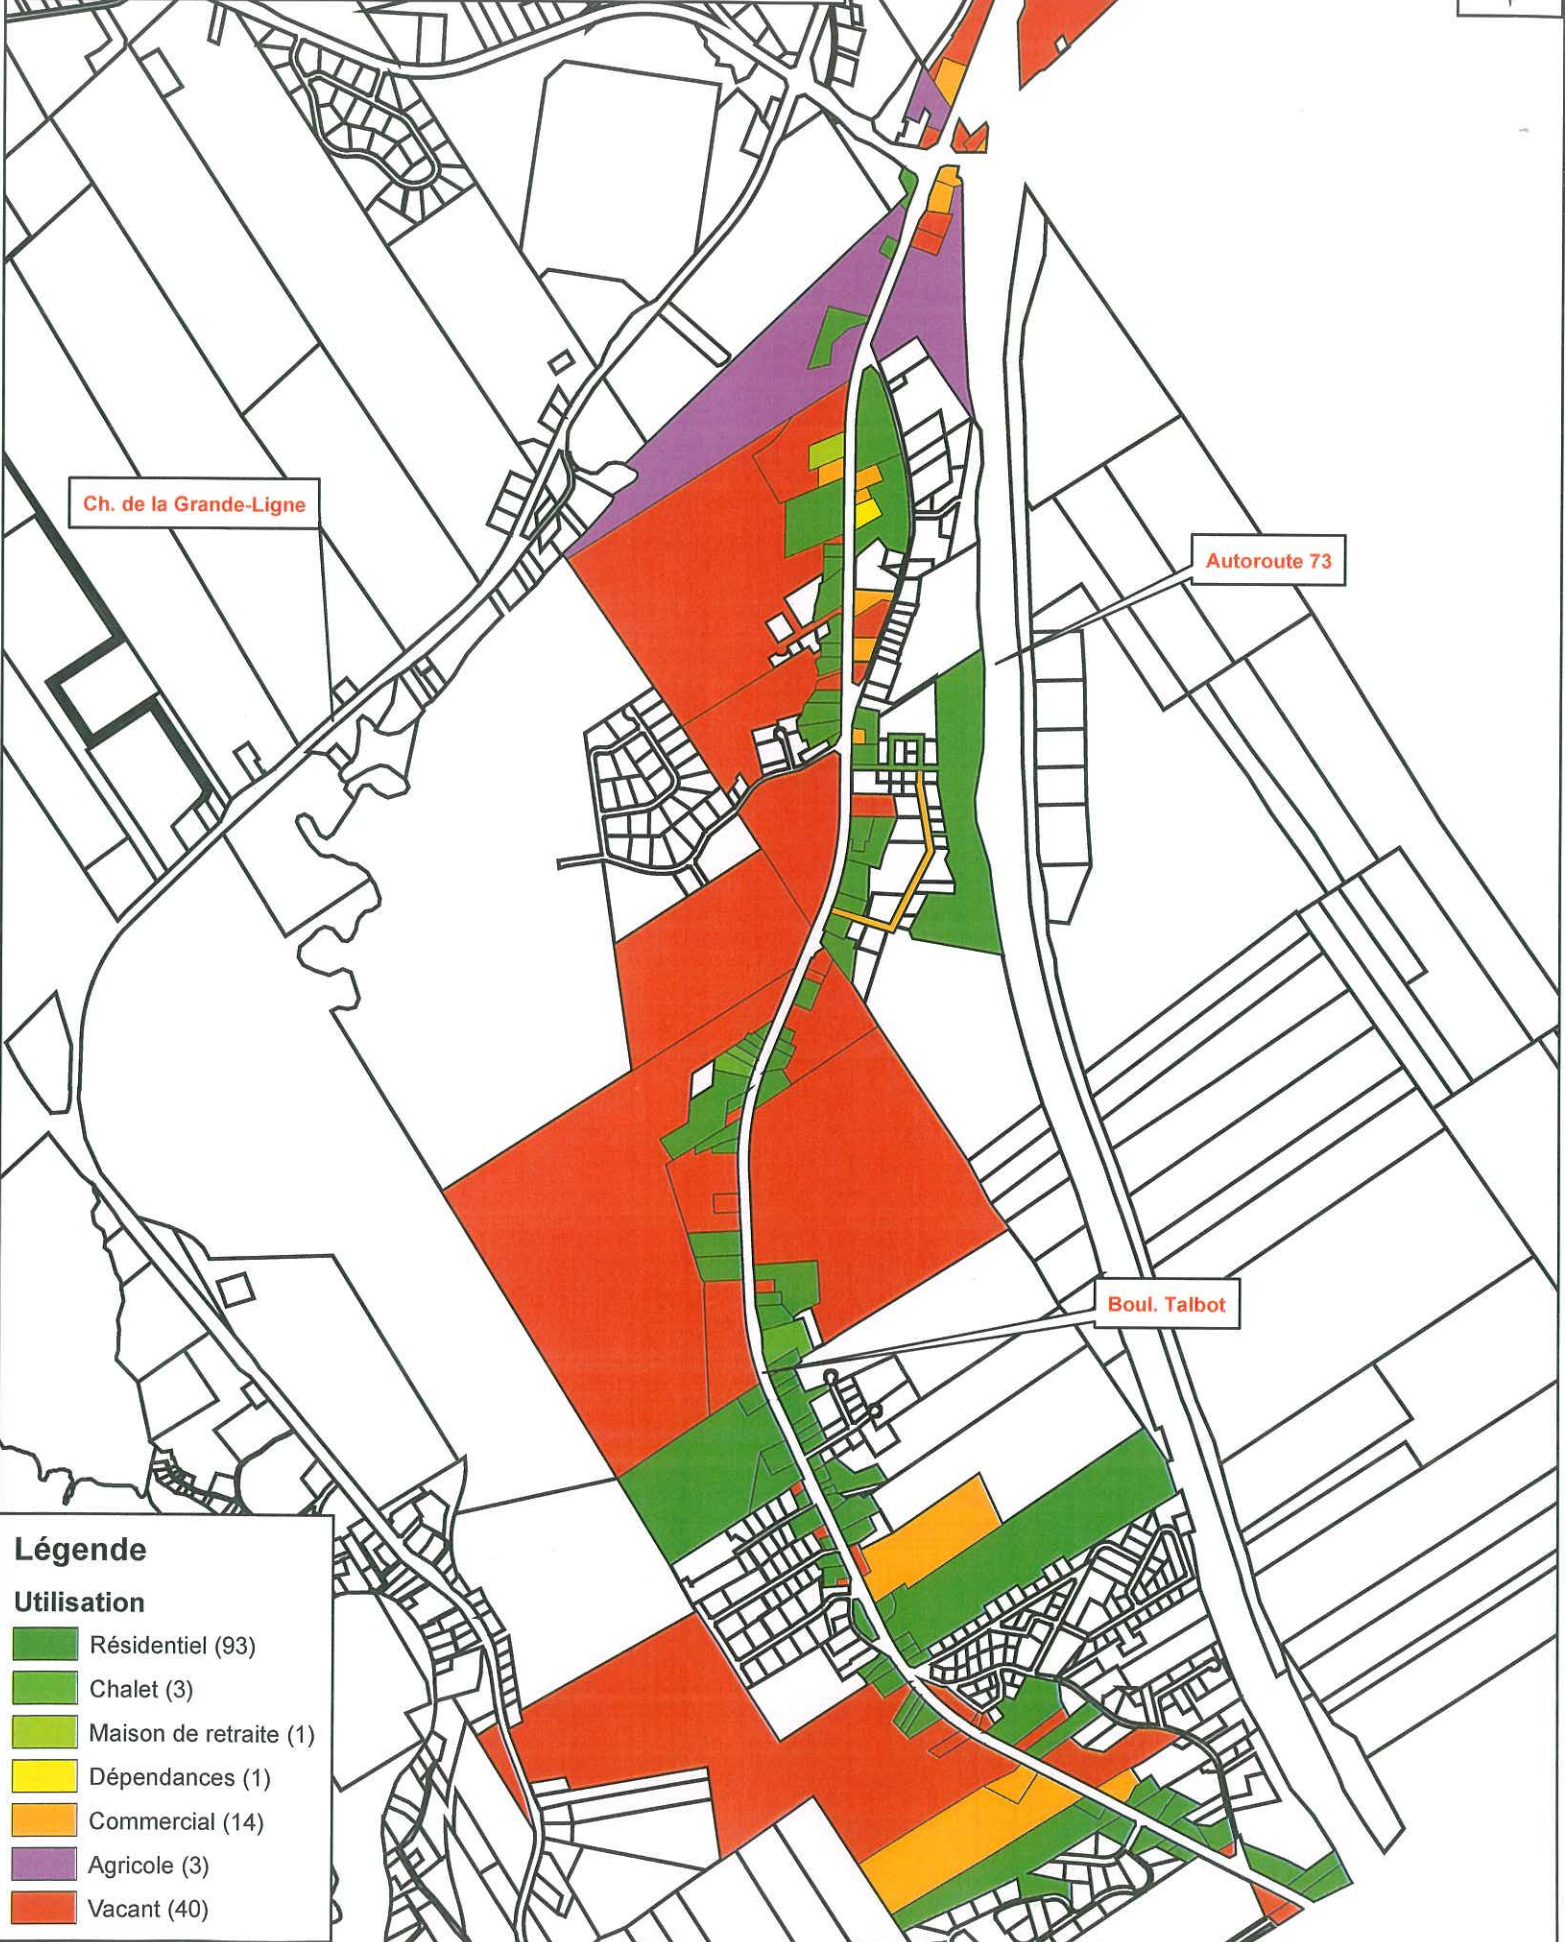 Ch. de la Grande-Ligne
Autoroute 73
Boul. Talbot
Légende
Utilisation
Résidentiel (93)
Chalet (3)
Maison de retraite (1)
Dépendances (1)
Commercial (14)
Agricole (3)
Vacant (40)